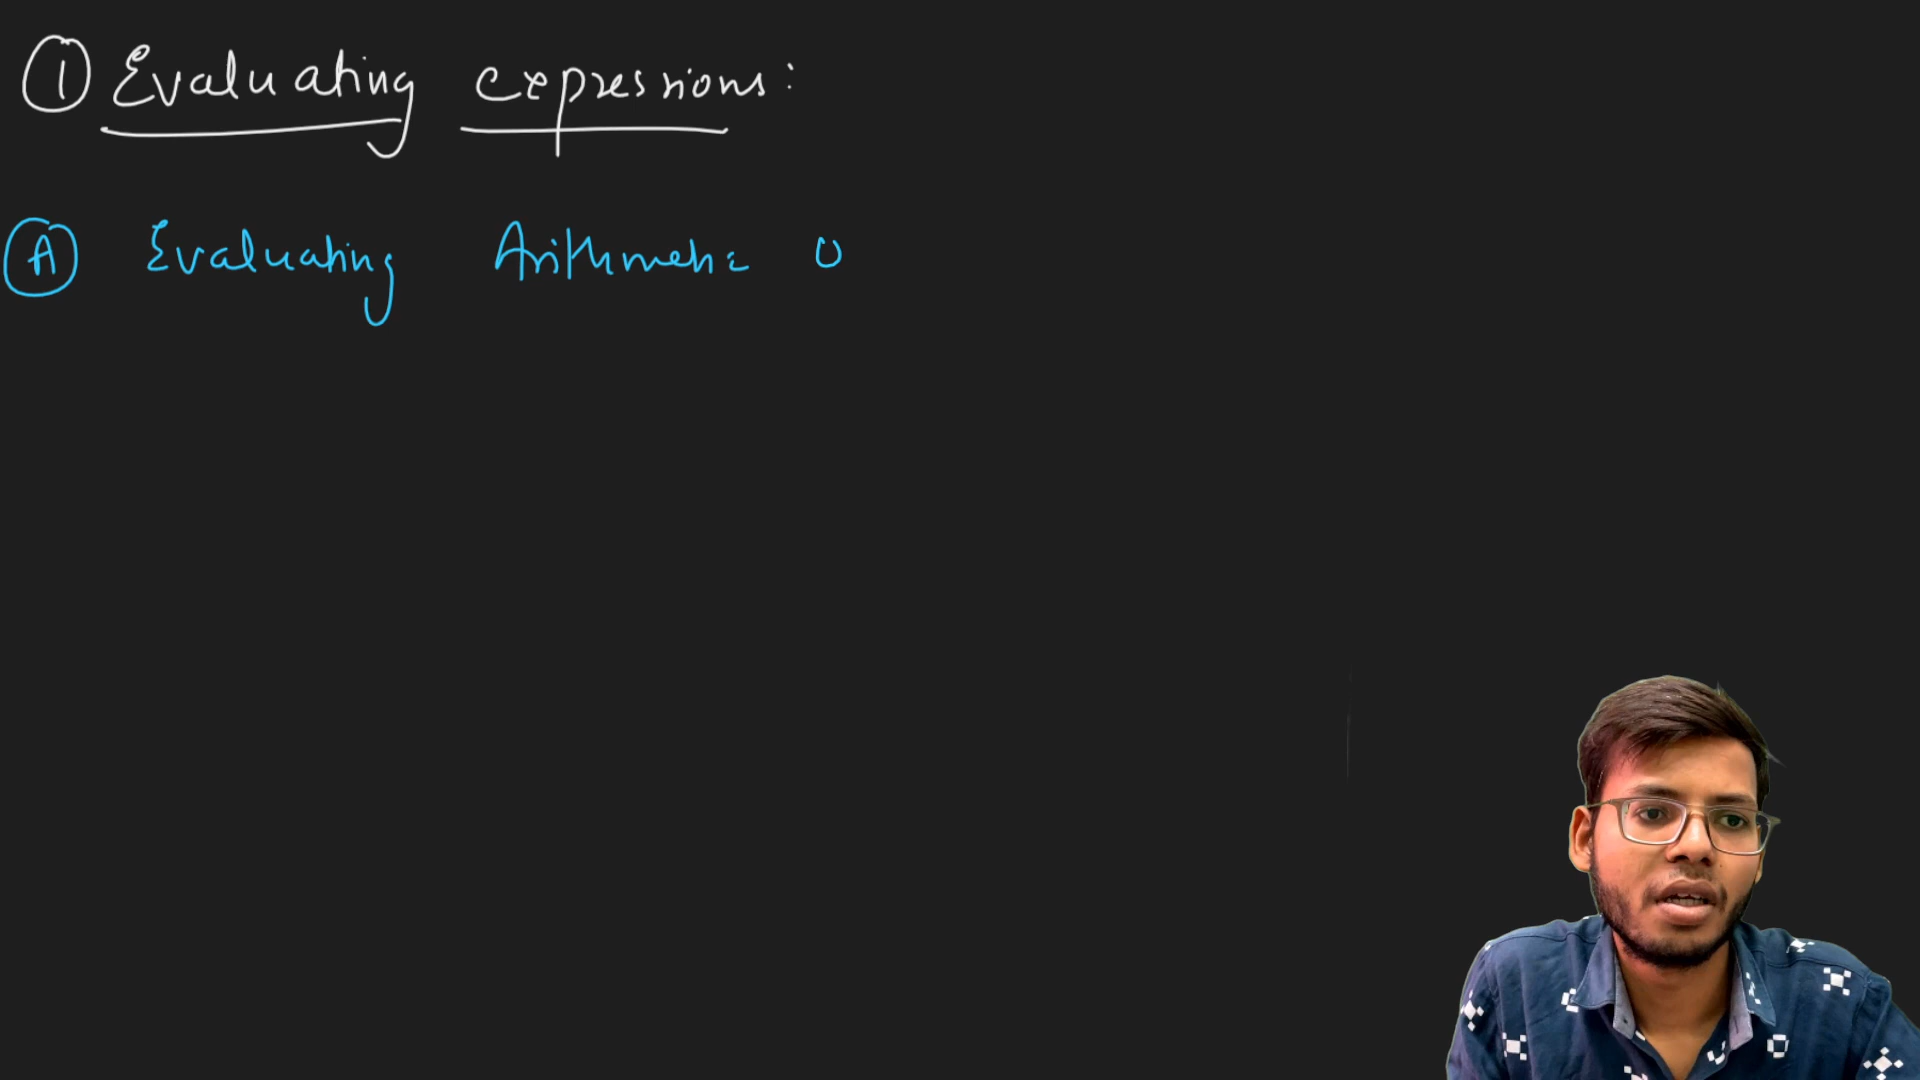 ① Evaluating expressions:
Ⓐ Evaluating Arithmetic O